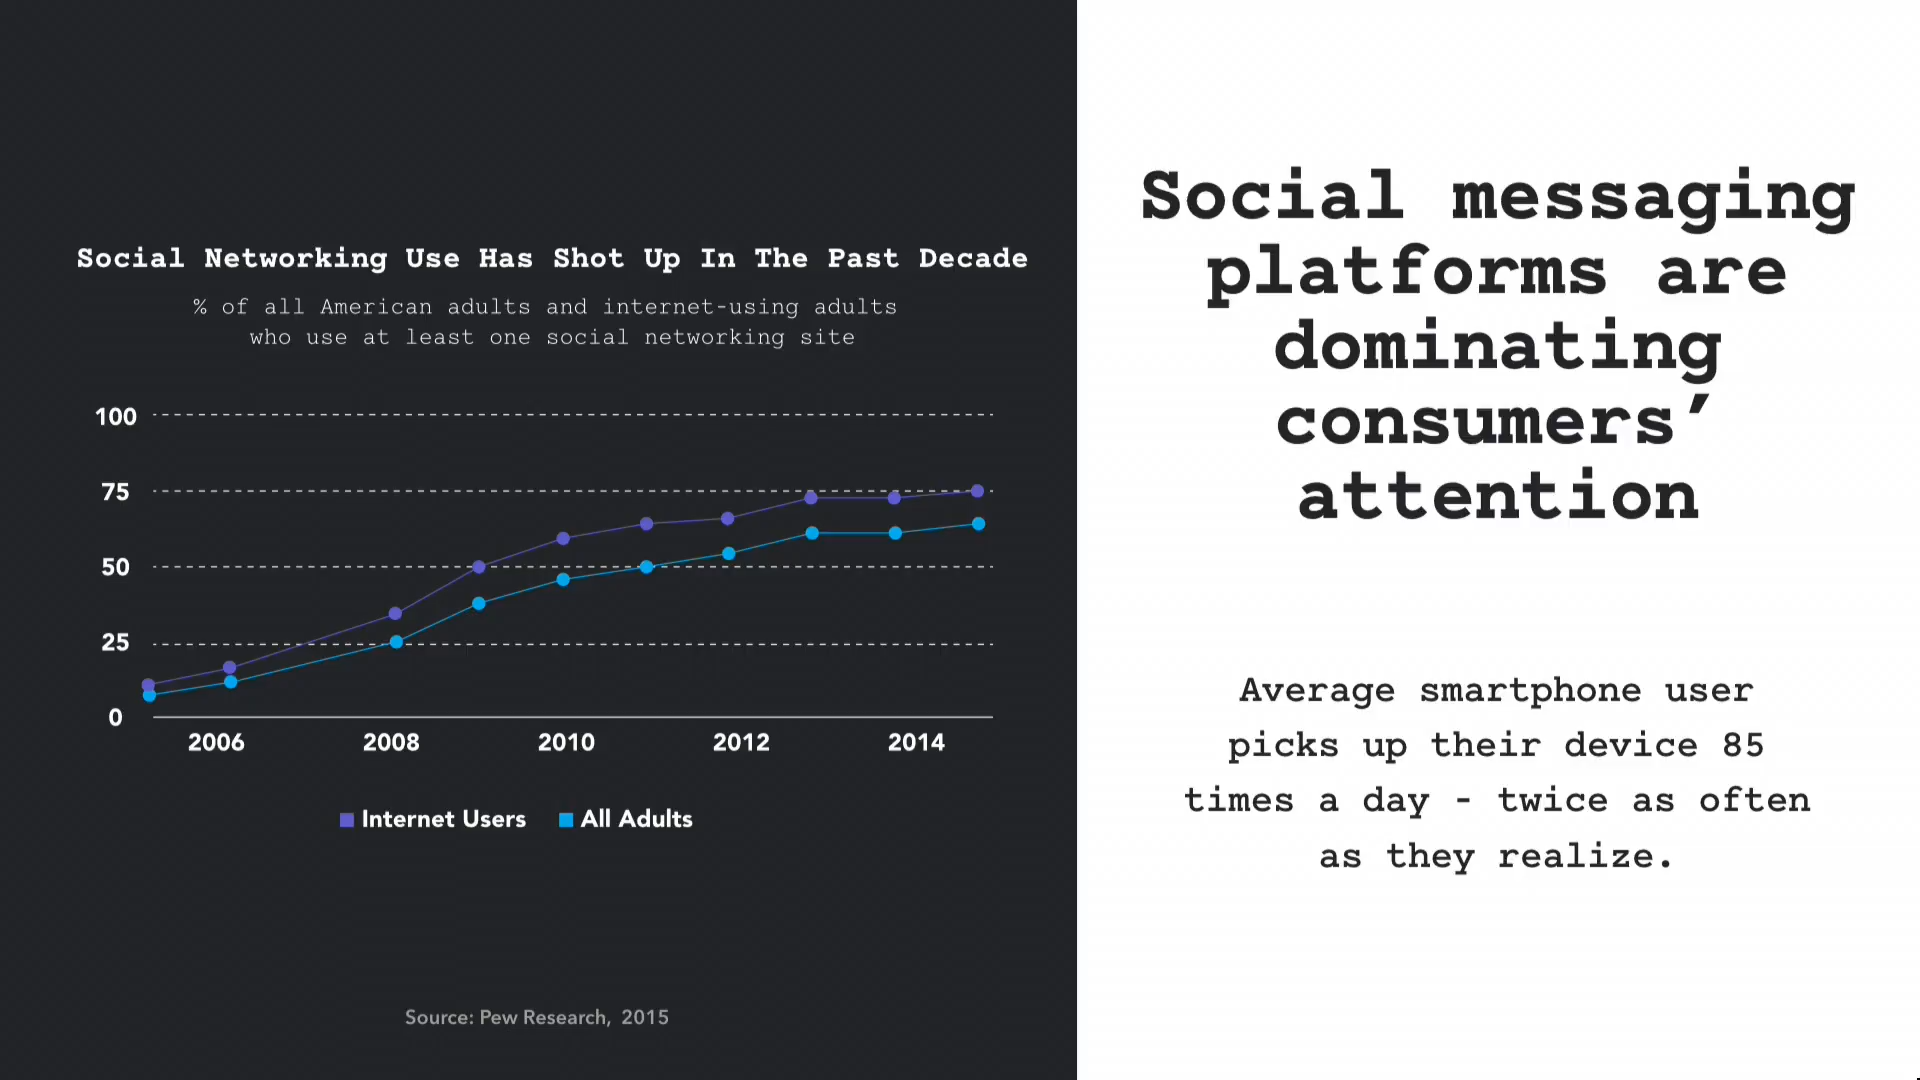 Social Networking Use Has Shot Up In The Past Decade
% of all American adults and internet-using adults
who use at least one social networking site
100
75
50
25
0
2006 2008 2010 2012 2014
Internet Users All Adults
Source: Pew Research, 2015
Social messaging
platforms are
dominating
consumers’
attention
Average smartphone user
picks up their device 85
times a day - twice as often
as they realize.